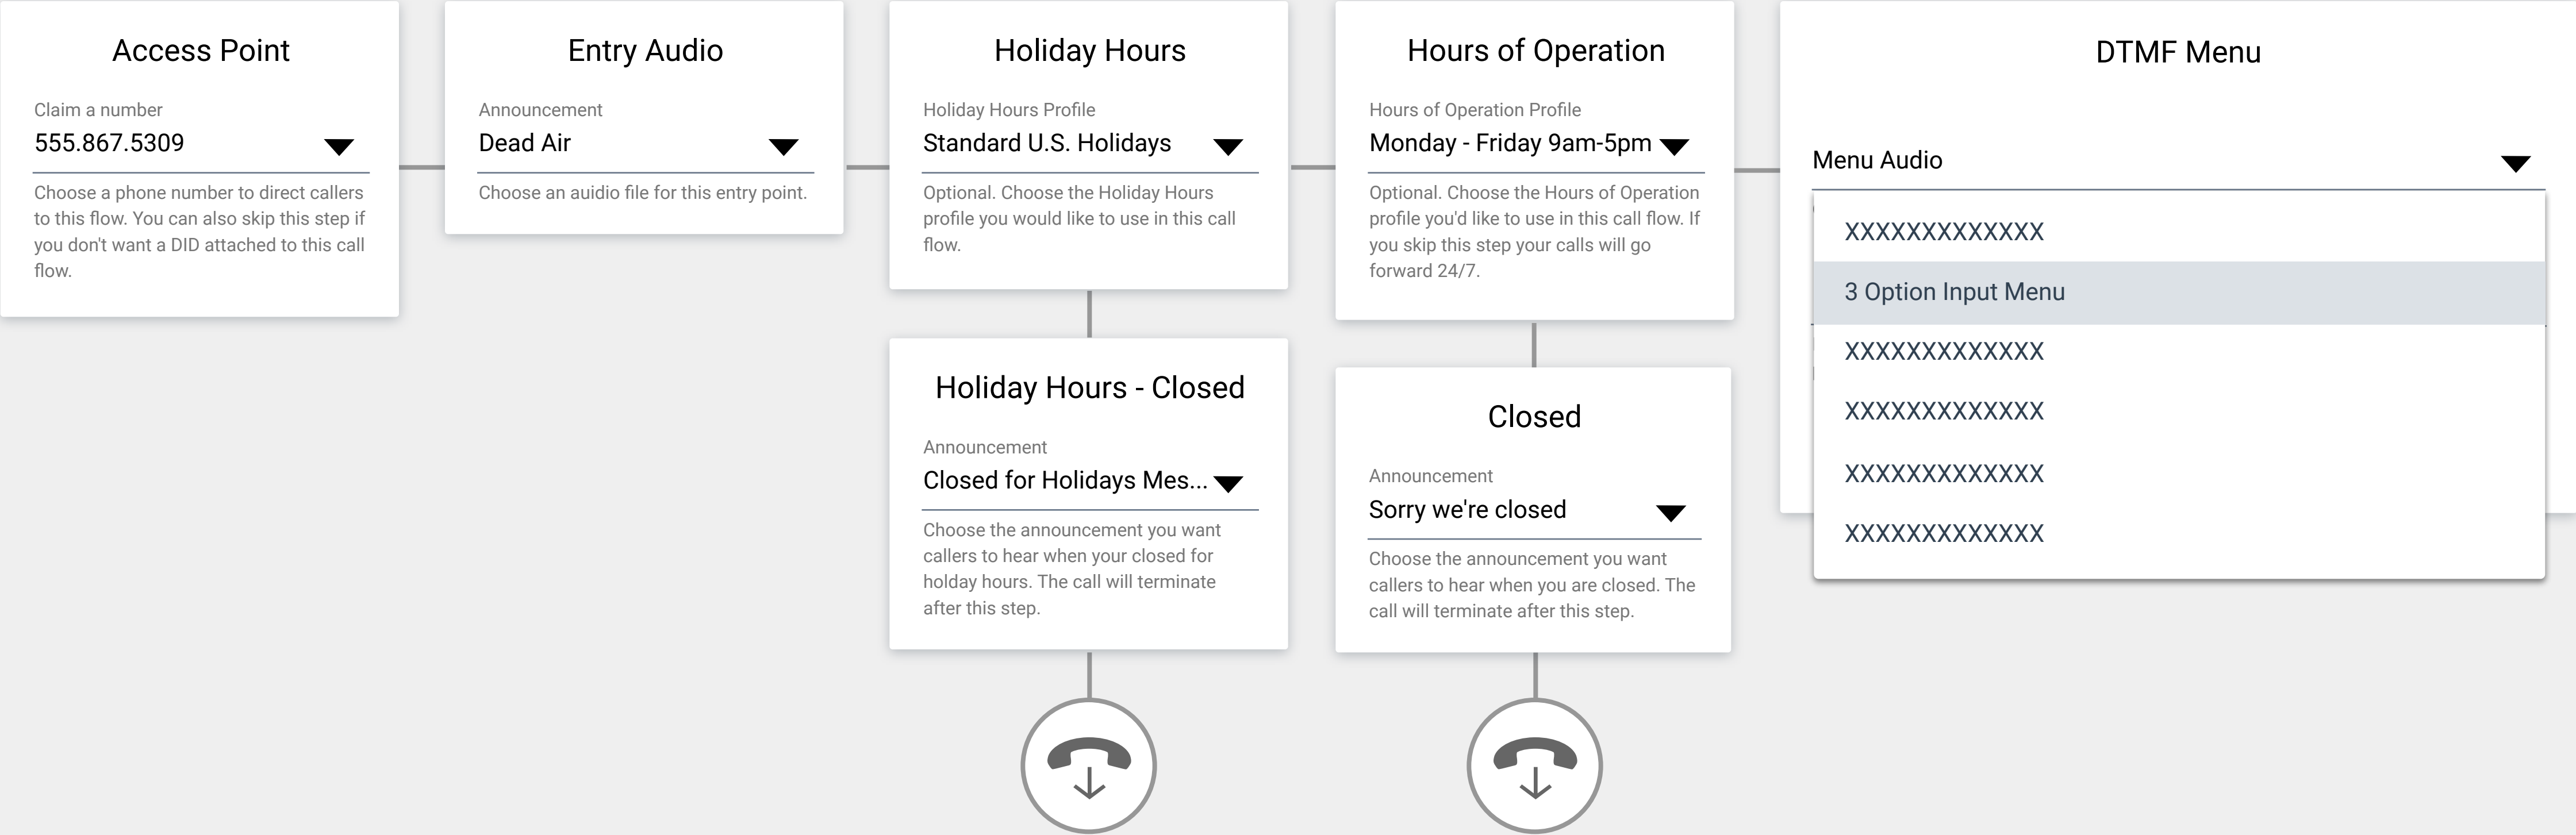 Access Point
Claim a number
555.867.5309
Choose a phone number to direct callers
to this flow. You can also skip this step if
you don't want a DID attached to this call
flow.
Entry Audio
Announcement
Dead Air
Choose an auidio file for this entry point.
Holiday Hours
Holiday Hours Profile
Standard U.S. Holidays
Optional. Choose the Holiday Hours
profile you would like to use in this call
flow.
Holiday Hours - Closed
Announcement
Closed for Holidays Mes...
Choose the announcement you want
callers to hear when your closed for
holday hours. The call will terminate
after this step.
Hours of Operation
Hours of Operation Profile
Monday - Friday 9am-5pm
Optional. Choose the Hours of Operation
profile you'd like to use in this call flow. If
you skip this step your calls will go
forward 24/7.
Closed
Announcement
Sorry we're closed
Choose the announcement you want
callers to hear when you are closed. The
call will terminate after this step.
DTMF Menu
Menu Audio
XXXXXXXXXXXXX
3 Option Input Menu
XXXXXXXXXXXXX
XXXXXXXXXXXXX
XXXXXXXXXXXXX
XXXXXXXXXXXXX